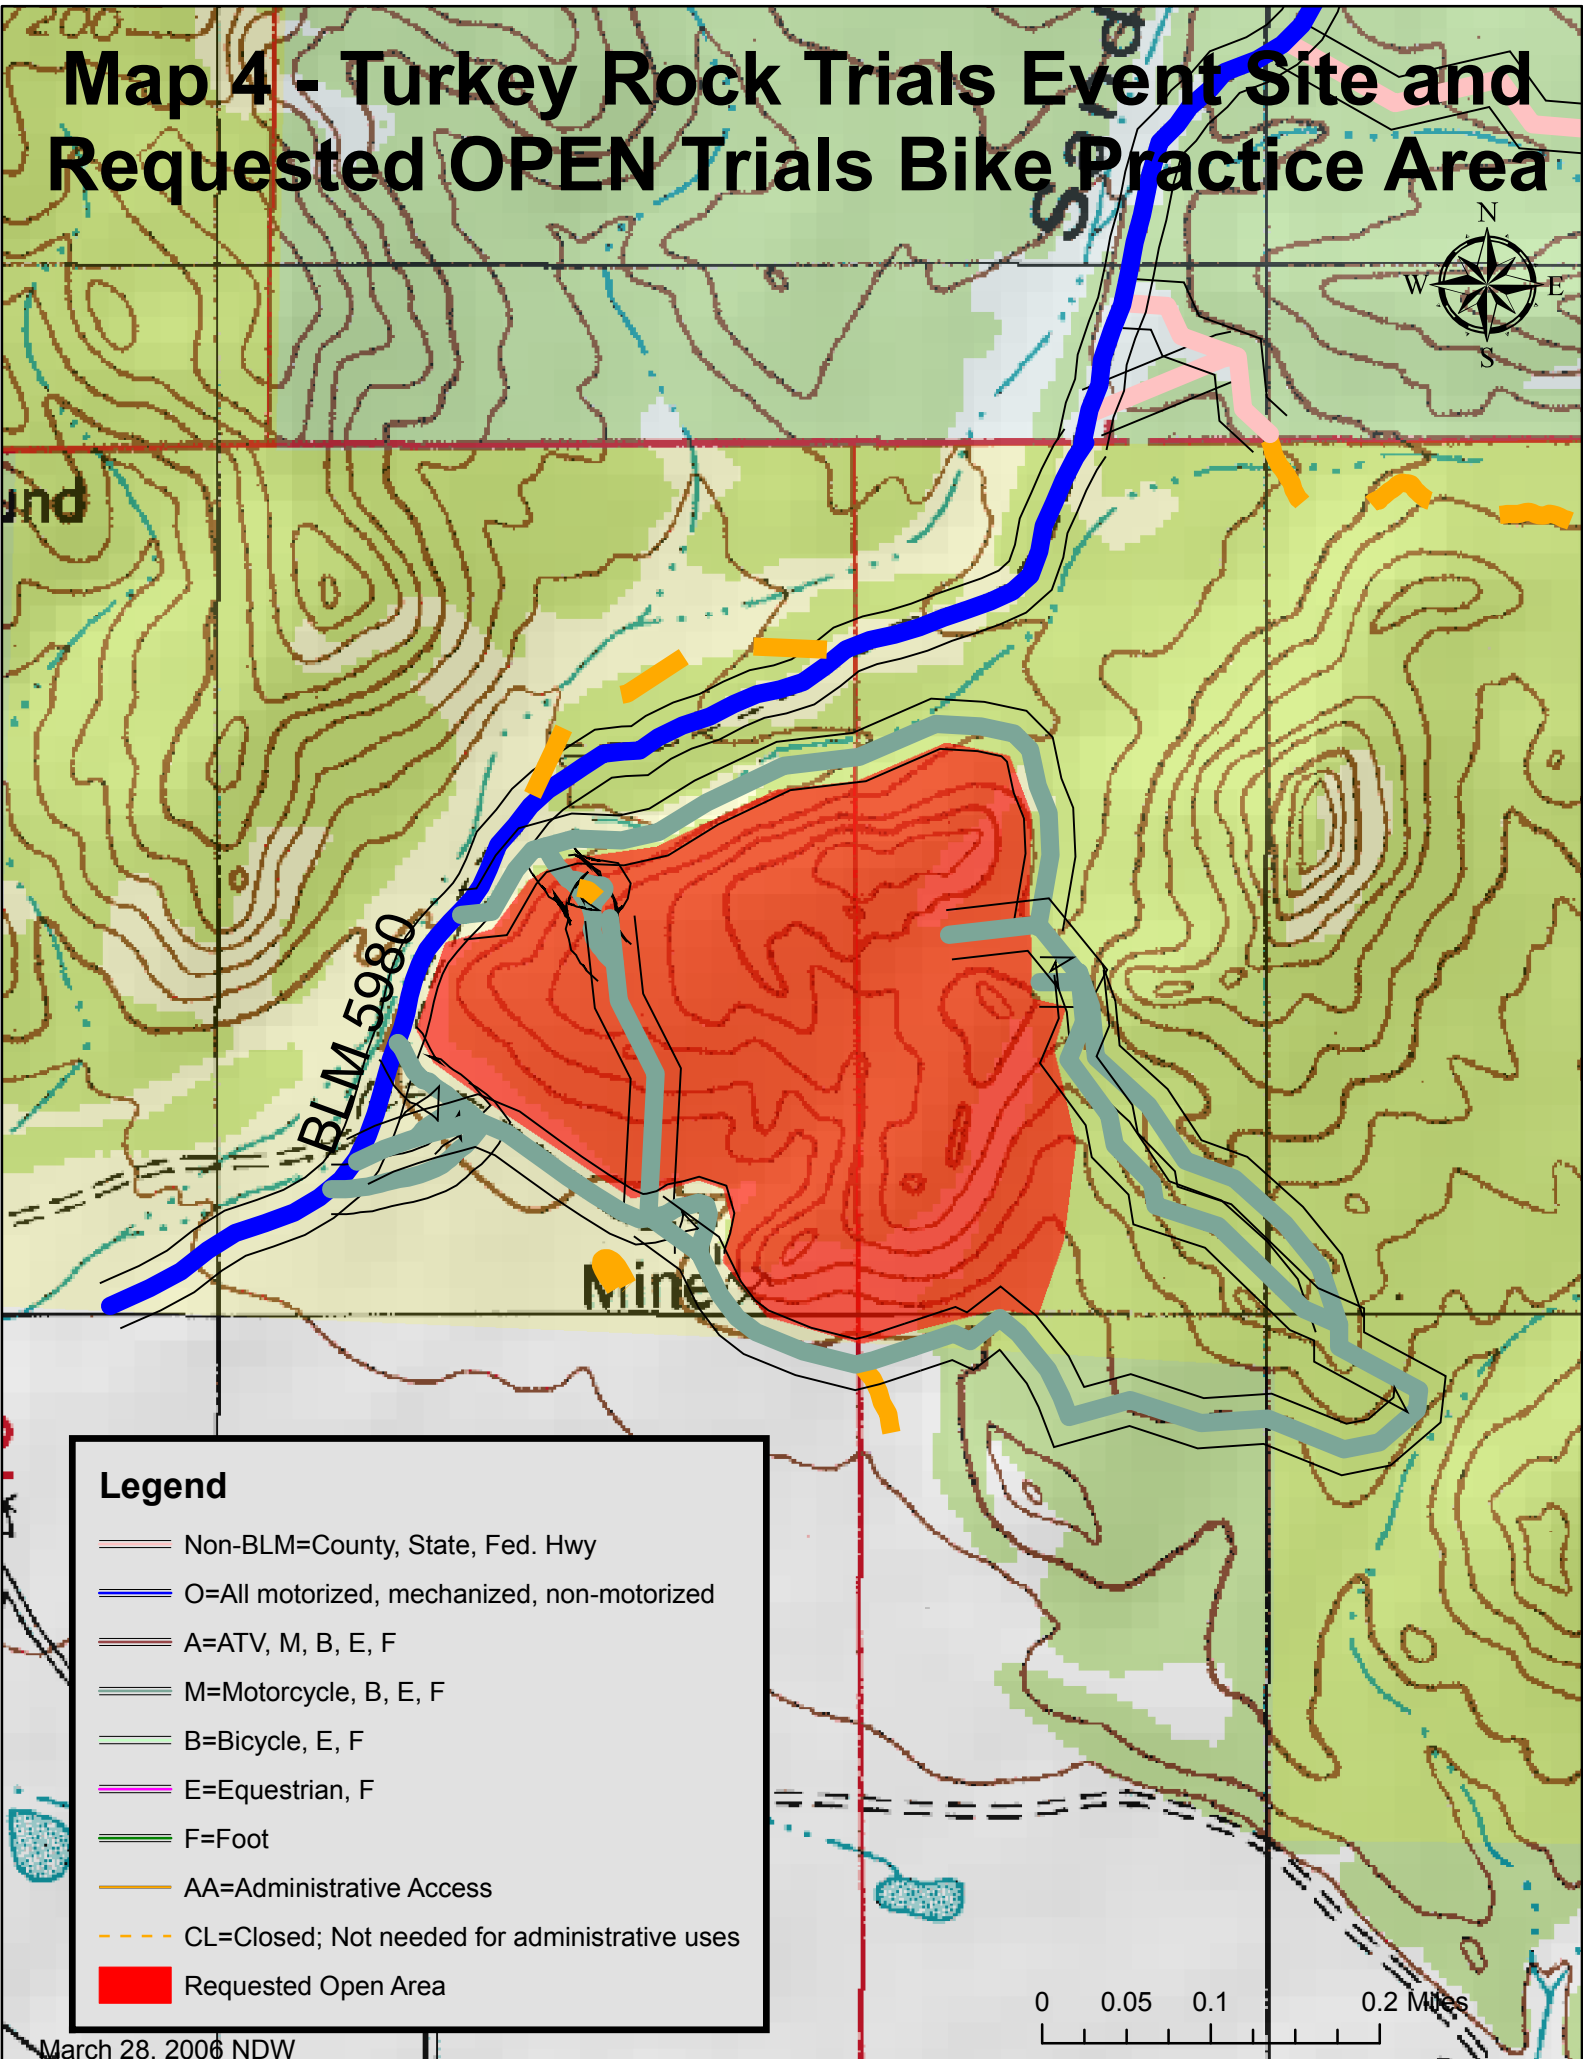 200
Map 4 - Turkey Rock Trials Event Site and
Requested OPEN Trials Bike Practice Area
Sand
N
W E
S
und
BLM 5980
Mine
Legend
Non-BLM=County, State, Fed. Hwy
O=All motorized, mechanized, non-motorized
A=ATV, M, B, E, F
M=Motorcycle, B, E, F
B=Bicycle, E, F
E=Equestrian, F
F=Foot
AA=Administrative Access
CL=Closed; Not needed for administrative uses
Requested Open Area
0 0.05 0.1 0.2 Miles
March 28, 2006 NDW